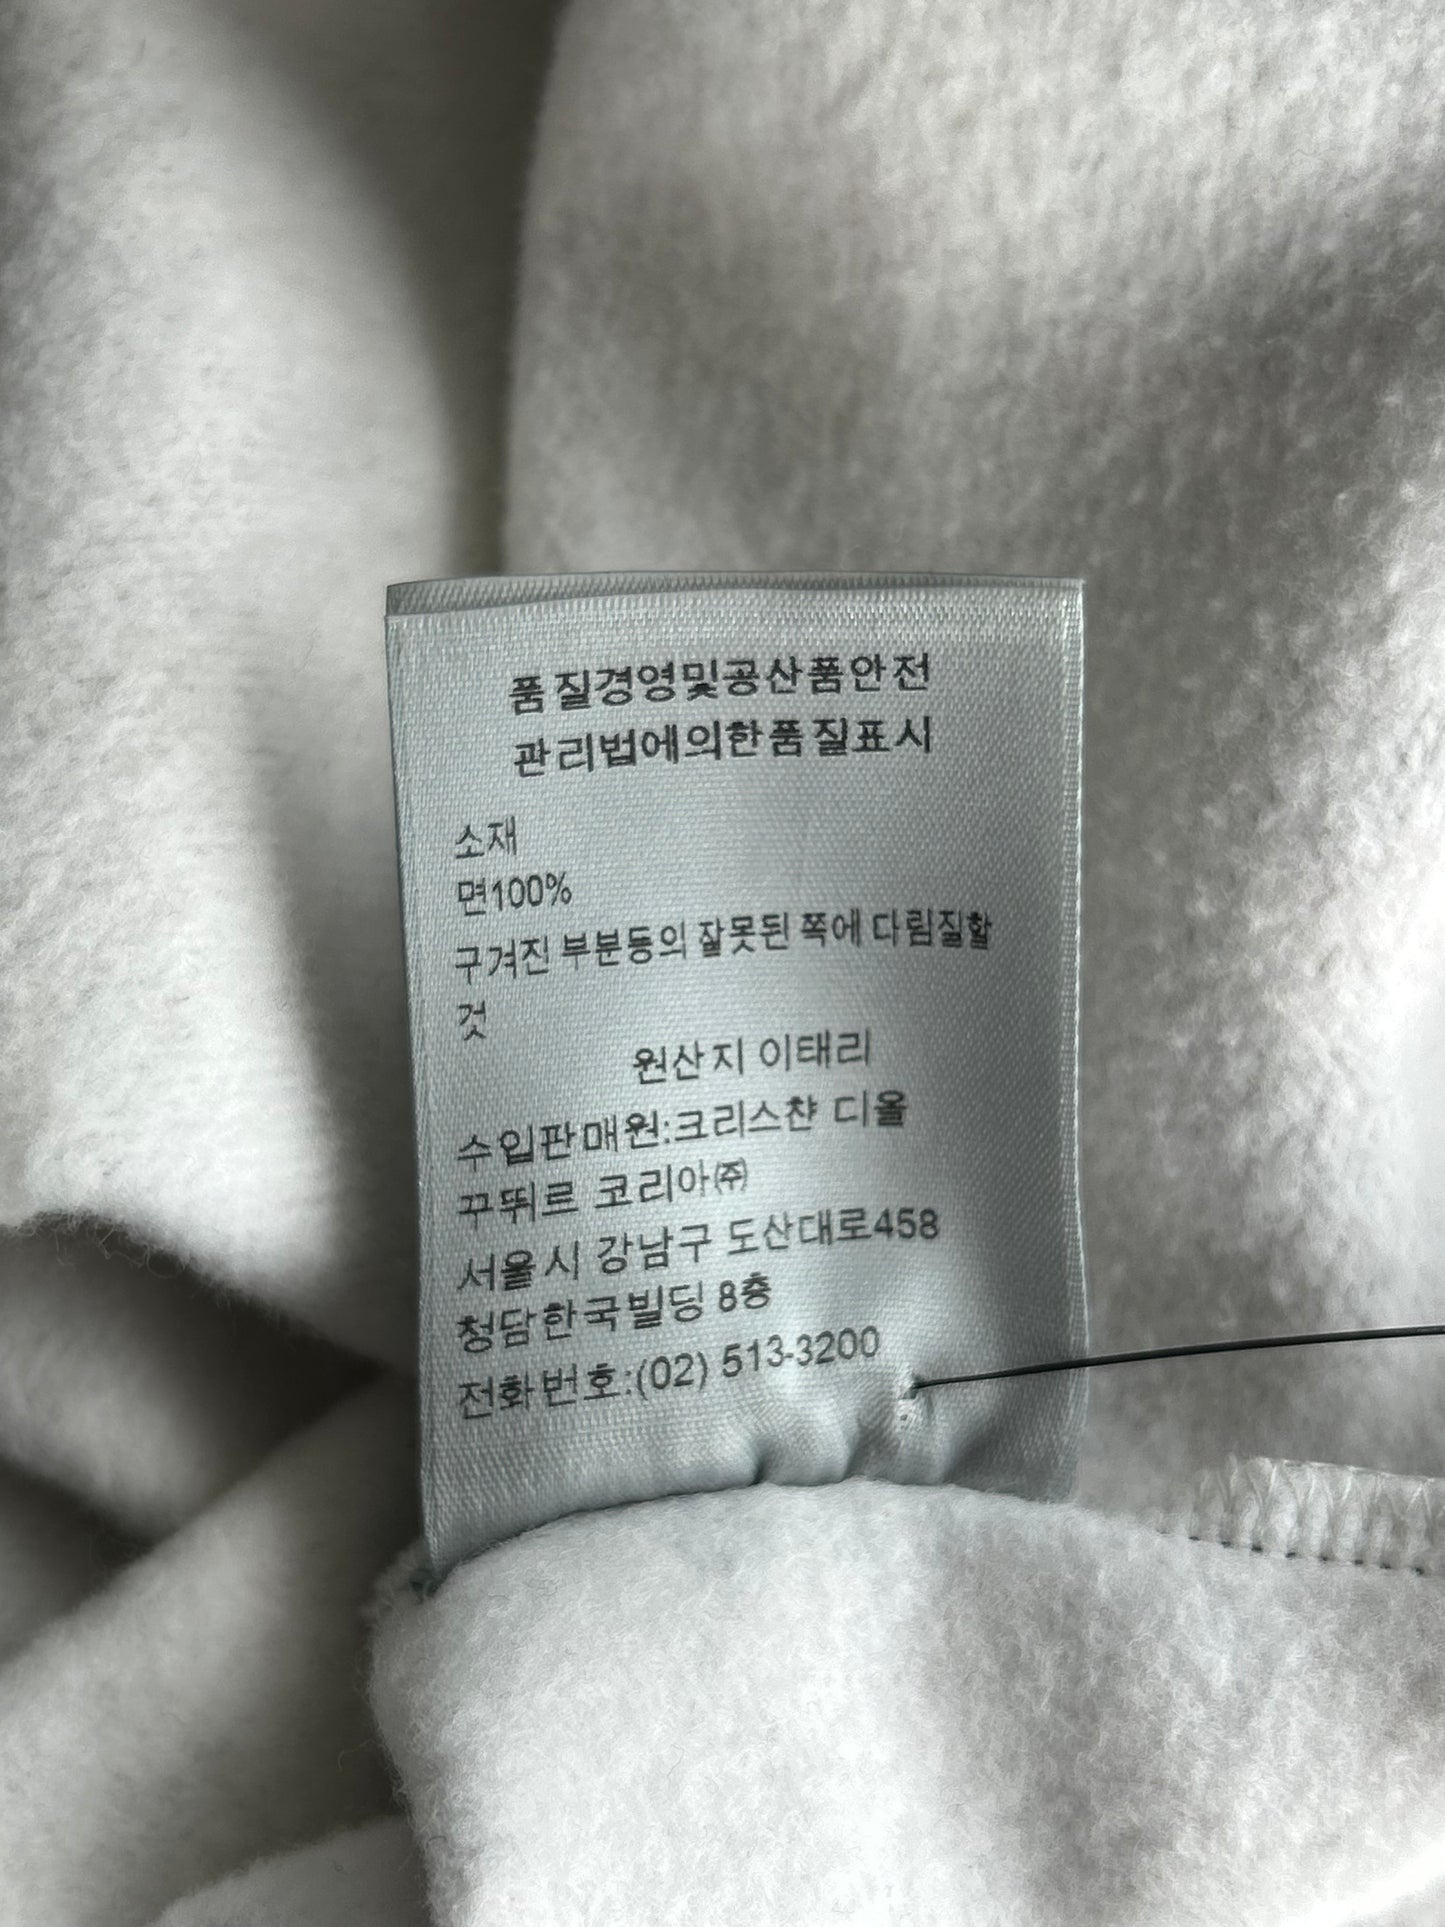 품질경영및공산품안전
관리법에의한품질표시
소재
면100%
구겨진 부분등의 잘못된 쪽에 다림질할
것
원산지 이태리
수입판매원:크리스챤 디올
꾸뛰르 코리아㈜
서울시 강남구 도산대로458
청담한국빌딩 8층
전화번호:(02) 513-3200